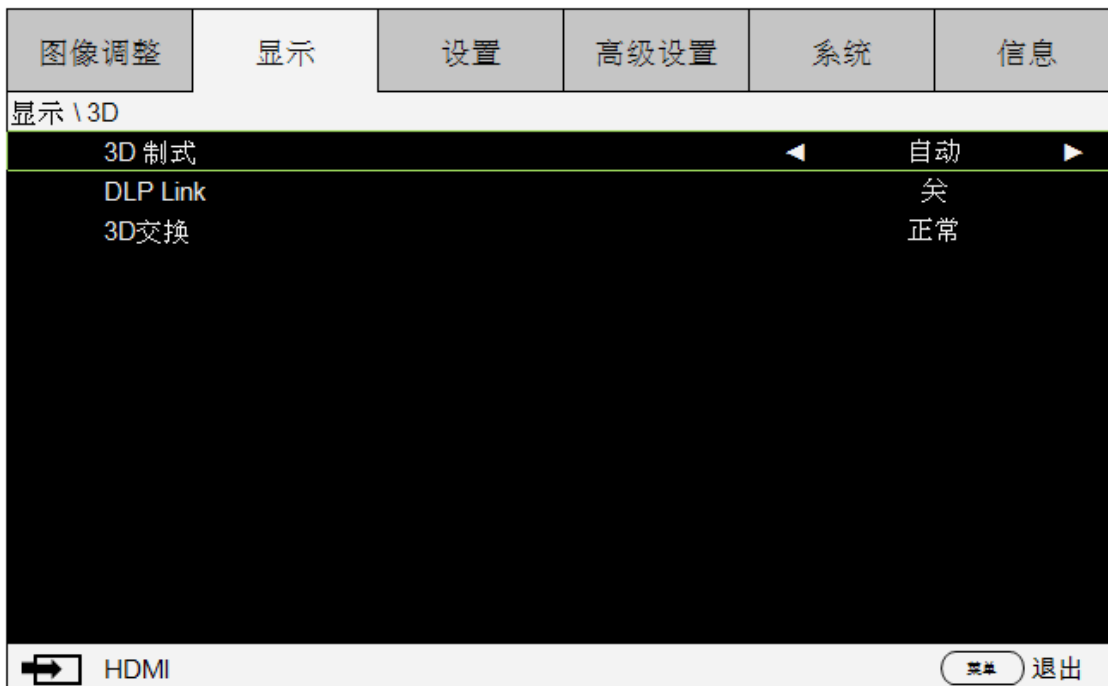 图像调整 显示 设置 高级设置 系统 信息
显示 \ 3D
3D 制式 ◀ 自动 ▶
DLP Link 关
3D交换 正常
HDMI 菜单 退出